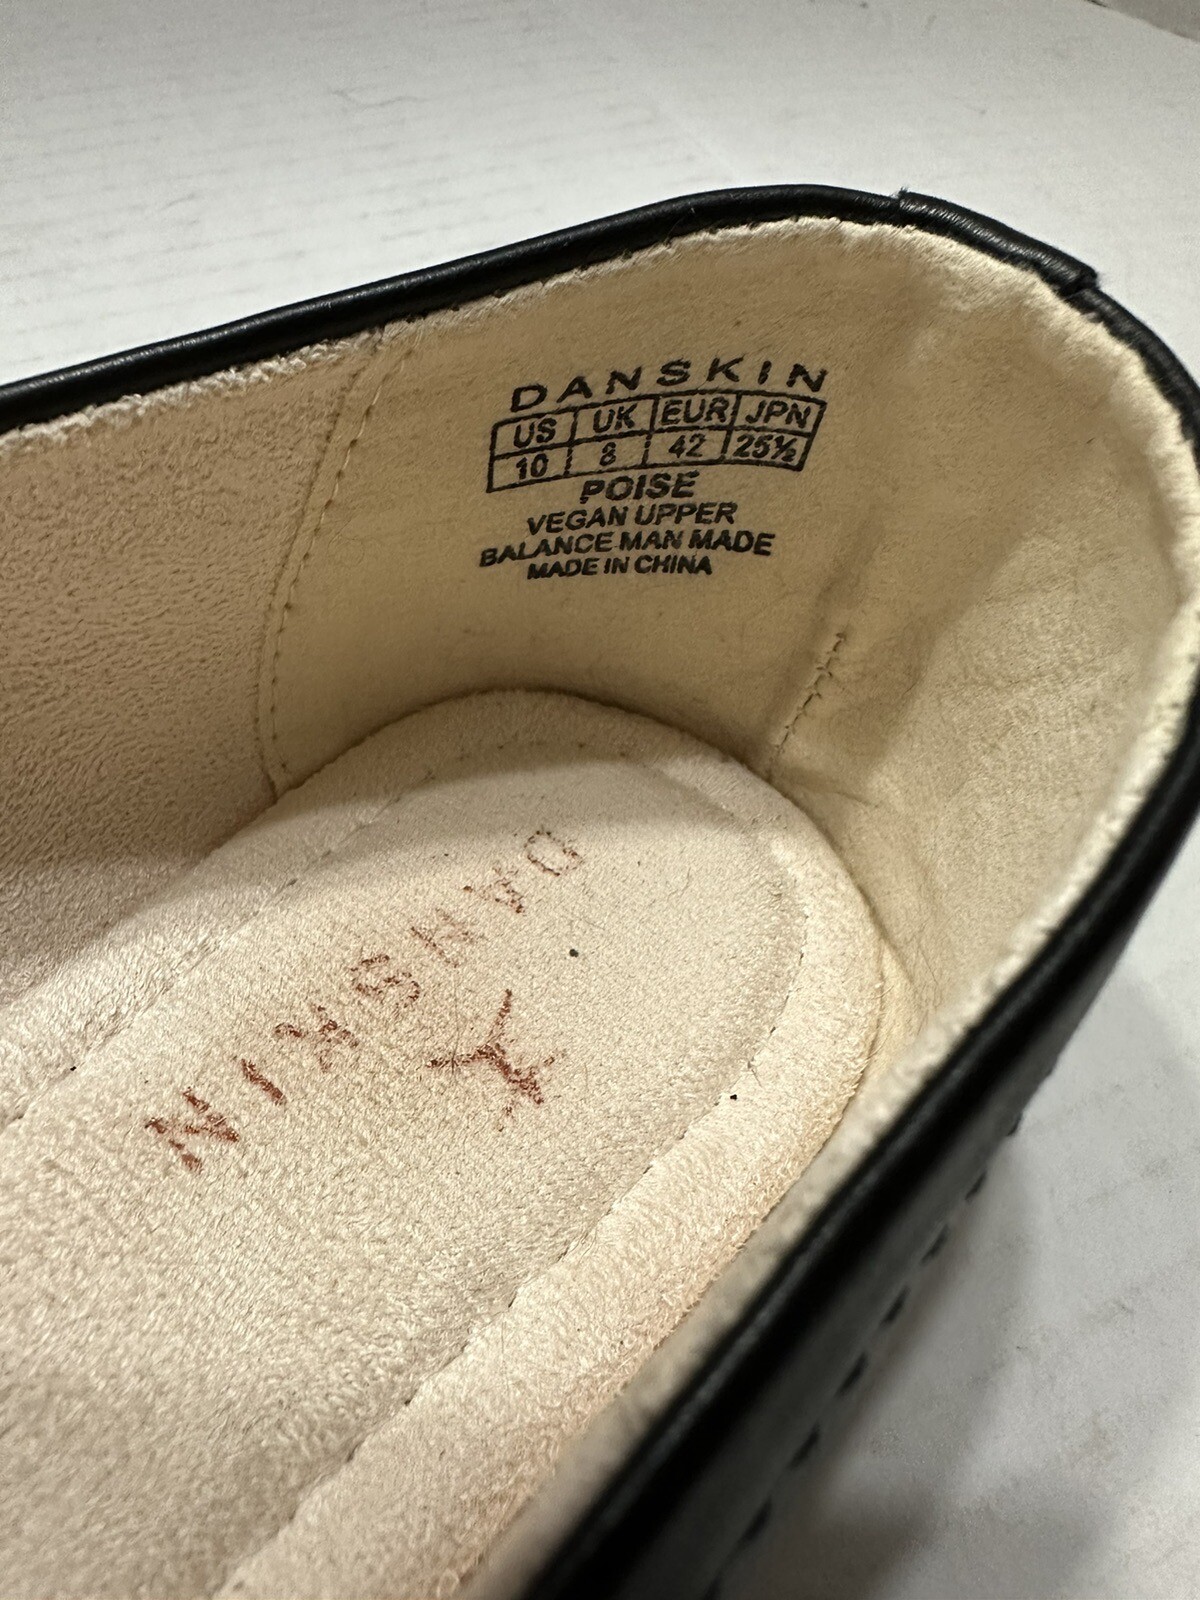 DANSKIN
US UK EUR JPN
10 8 42 25½
POISE
VEGAN UPPER
BALANCE MAN MADE
MADE IN CHINA
DANSKIN